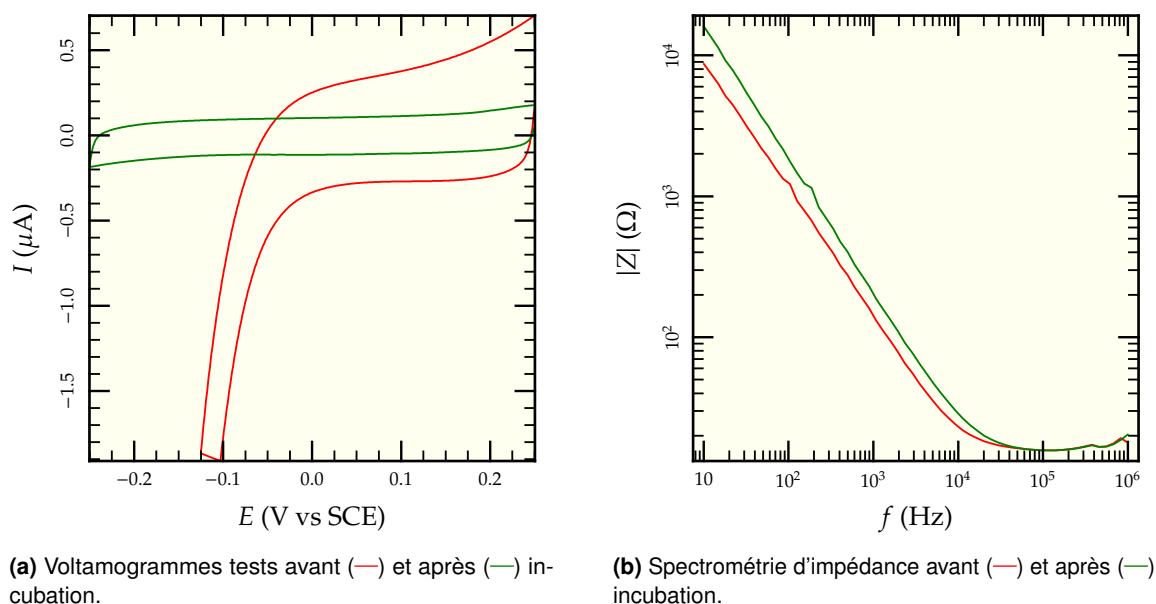 0.5
0.0
−0.5
−1.0
−1.5
I (μA)
−0.2 −0.1 0.0 0.1 0.2
E (V vs SCE)
10⁴
10³
10²
|Z| (Ω)
10 10² 10³ 10⁴ 10⁵ 10⁶
f (Hz)
(a) Voltamogrammes tests avant (—) et après (—) in-
cubation.
(b) Spectrométrie d'impédance avant (—) et après (—)
incubation.